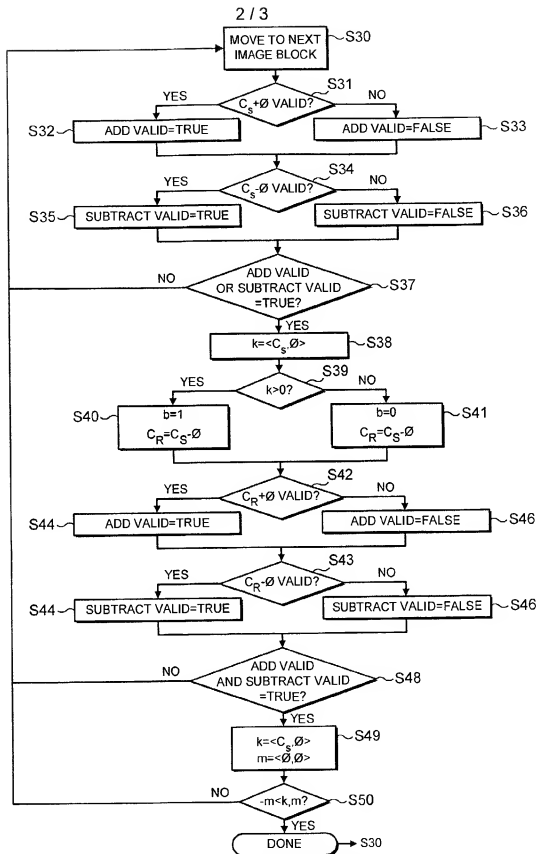 2 / 3
MOVE TO NEXT
IMAGE BLOCK
S30
S31
YES
C_s+Ø VALID?
NO
S32
ADD VALID=TRUE
ADD VALID=FALSE
S33
S34
YES
C_s-Ø VALID?
NO
S35
SUBTRACT VALID=TRUE
SUBTRACT VALID=FALSE
S36
NO
ADD VALID
OR SUBTRACT VALID
=TRUE?
S37
YES
k=<C_s,Ø>
S38
S39
YES
k>0?
NO
S40
b=1
C_R=C_S-Ø
b=0
C_R=C_S-Ø
S41
S42
YES
C_R+Ø VALID?
NO
S44
ADD VALID=TRUE
ADD VALID=FALSE
S46
S43
YES
C_R-Ø VALID?
NO
S44
SUBTRACT VALID=TRUE
SUBTRACT VALID=FALSE
S46
NO
ADD VALID
AND SUBTRACT VALID
=TRUE?
S48
YES
k=<C_s,Ø>
m=<Ø,Ø>
S49
NO
-m<k,m?
S50
YES
DONE
S30